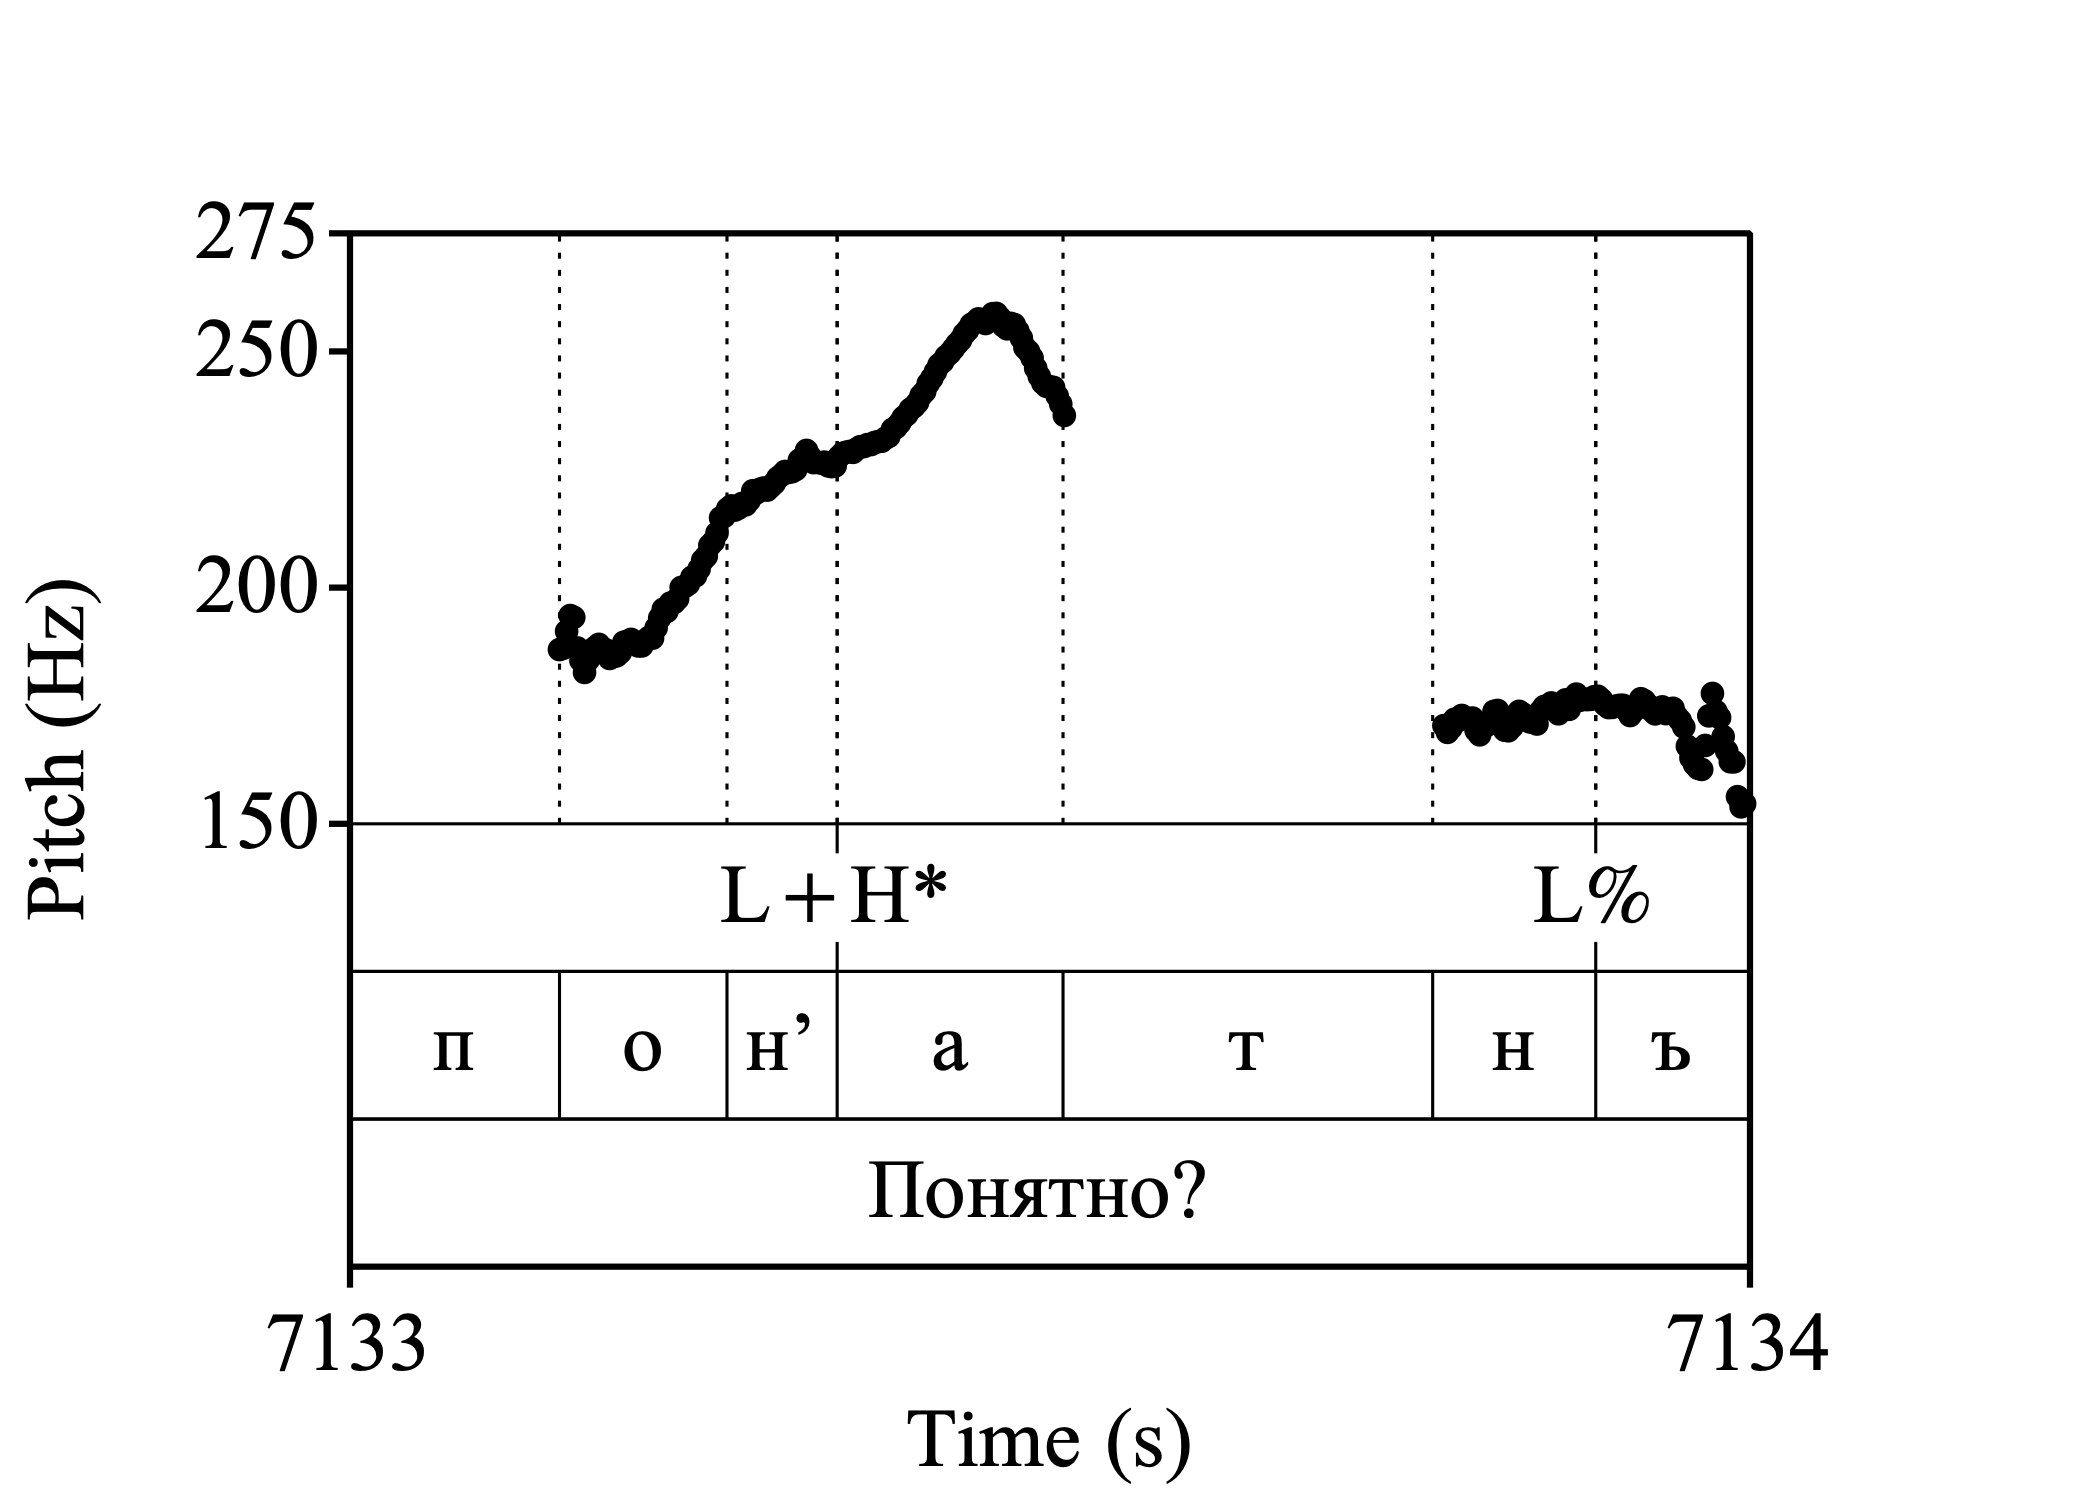 275
250
200
150
Pitch (Hz)
L+H* L%
п о н’ а т н ъ
Понятно?
7133 7134
Time (s)